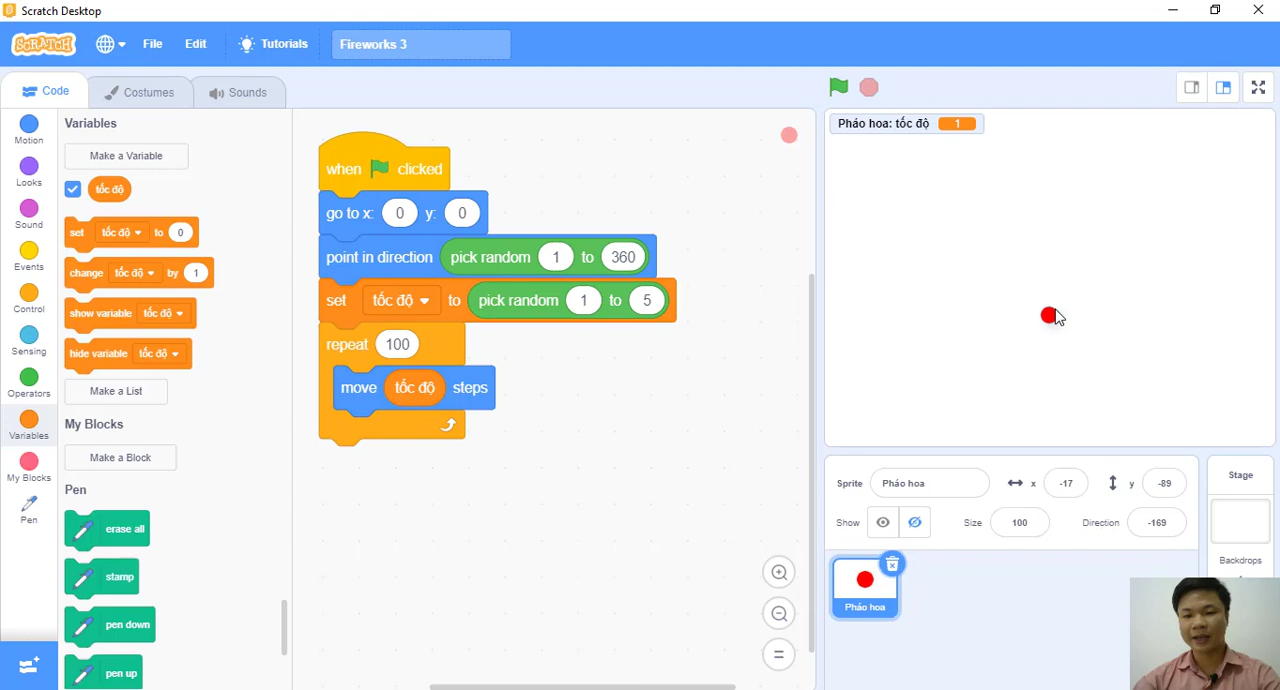 Scratch Desktop
SCRATCH File Edit Tutorials Fireworks 3
Code Costumes Sounds
Motion
Looks
Sound
Events
Control
Sensing
Operators
Variables
My Blocks
Pen
Variables
Make a Variable
tốc độ
set tốc độ to 0
change tốc độ by 1
show variable tốc độ
hide variable tốc độ
Make a List
My Blocks
Make a Block
Pen
erase all
stamp
pen down
pen up
when clicked
go to x: 0 y: 0
point in direction pick random 1 to 360
set tốc độ to pick random 1 to 5
repeat 100
move tốc độ steps
Pháo hoa: tốc độ 1
Sprite Pháo hoa x -17 y -89
Show Size 100 Direction -169
Pháo hoa
Stage
Backdrops